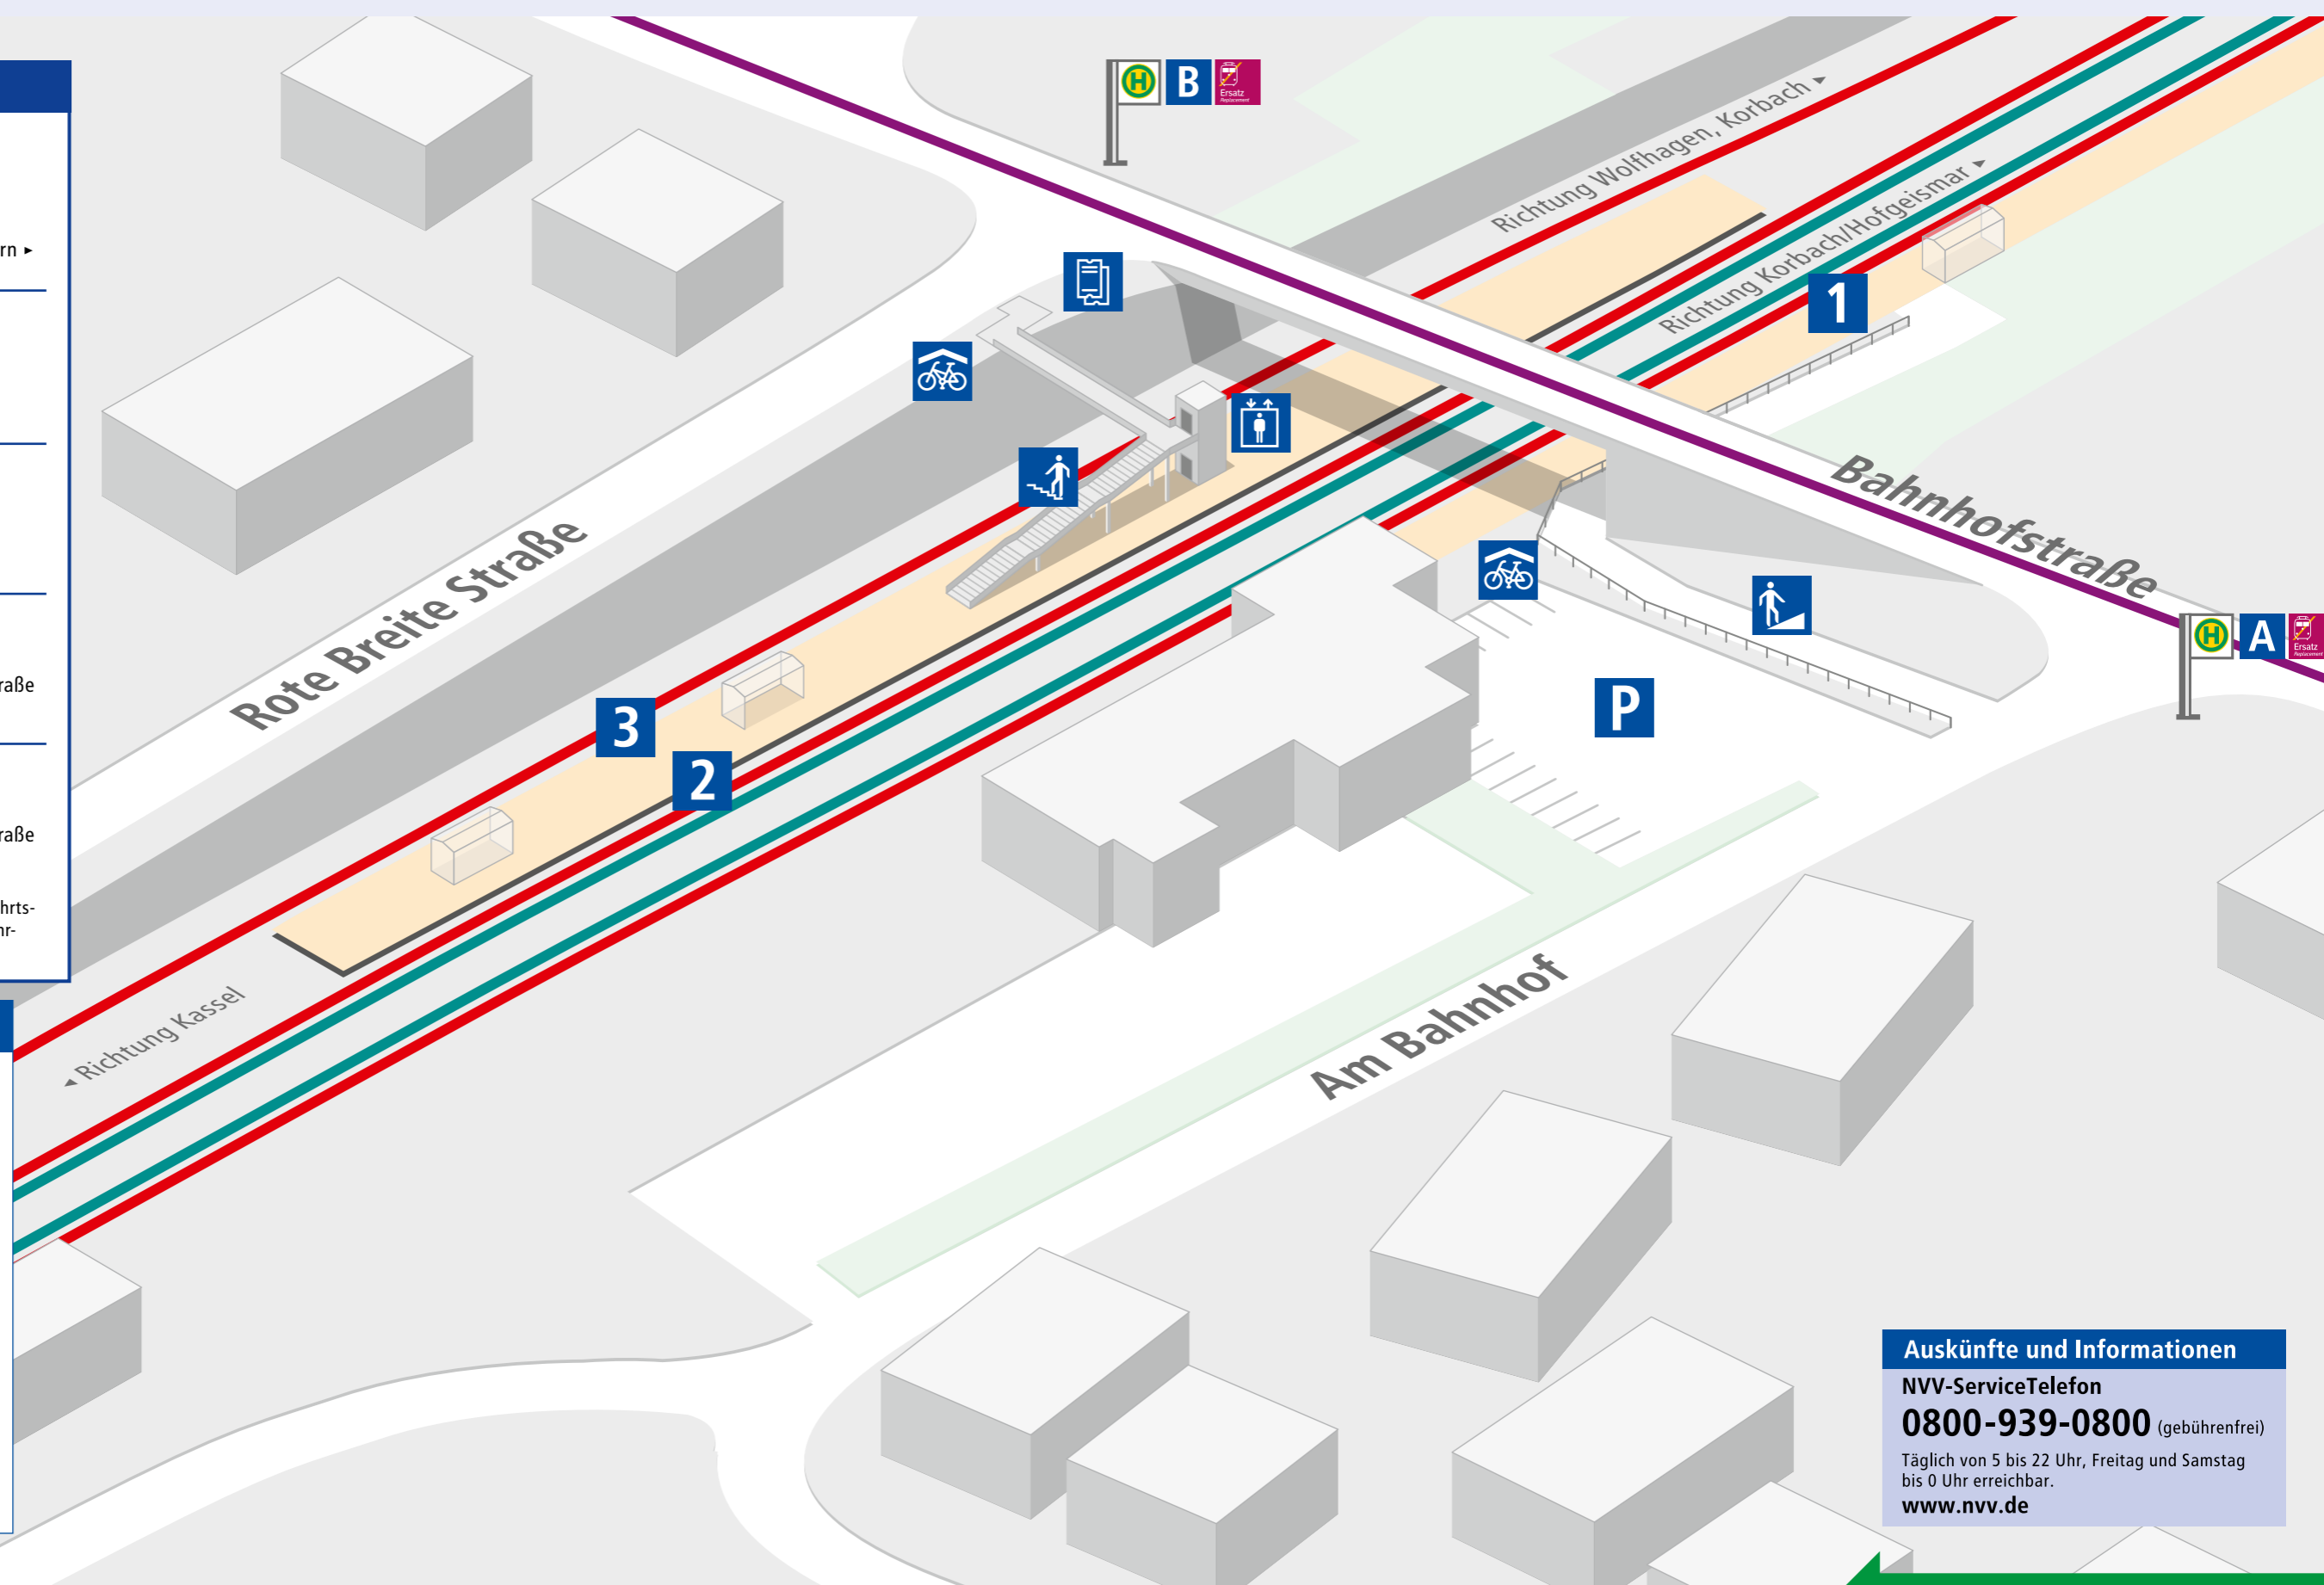 rn ►
raße
raße
hrts-
hr-
H B
Ersatz
Replacement
Richtung Wolfhagen, Korbach ►
Richtung Korbach/Hofgeismar ►
1
Bahnhofstraße
H A
Ersatz
Replacement
Rote Breite Straße
3
2
P
◄ Richtung Kassel
Am Bahnhof
Auskünfte und Informationen
NVV-ServiceTelefon
0800-939-0800 (gebührenfrei)
Täglich von 5 bis 22 Uhr, Freitag und Samstag
bis 0 Uhr erreichbar.
www.nvv.de